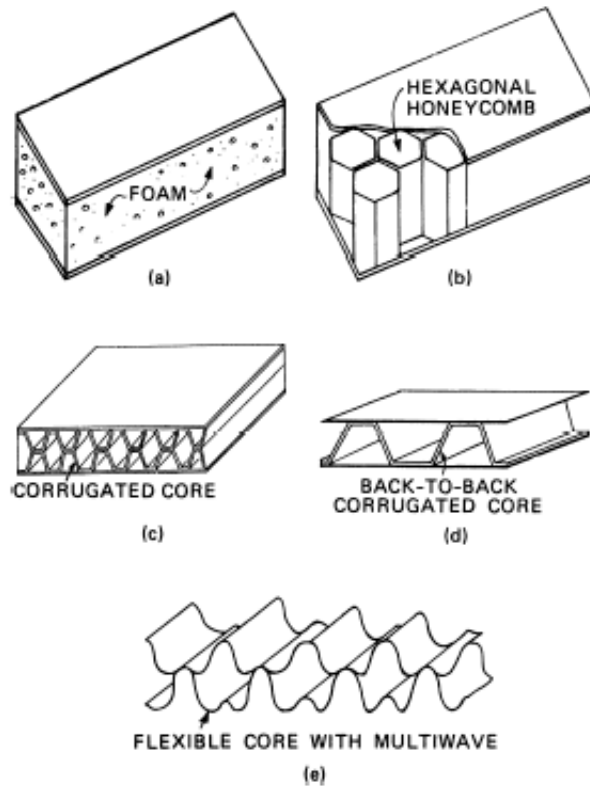 FOAM
(a)
HEXAGONAL
HONEYCOMB
(b)
CORRUGATED CORE
(c)
BACK-TO-BACK
CORRUGATED CORE
(d)
FLEXIBLE CORE WITH MULTIWAVE
(e)